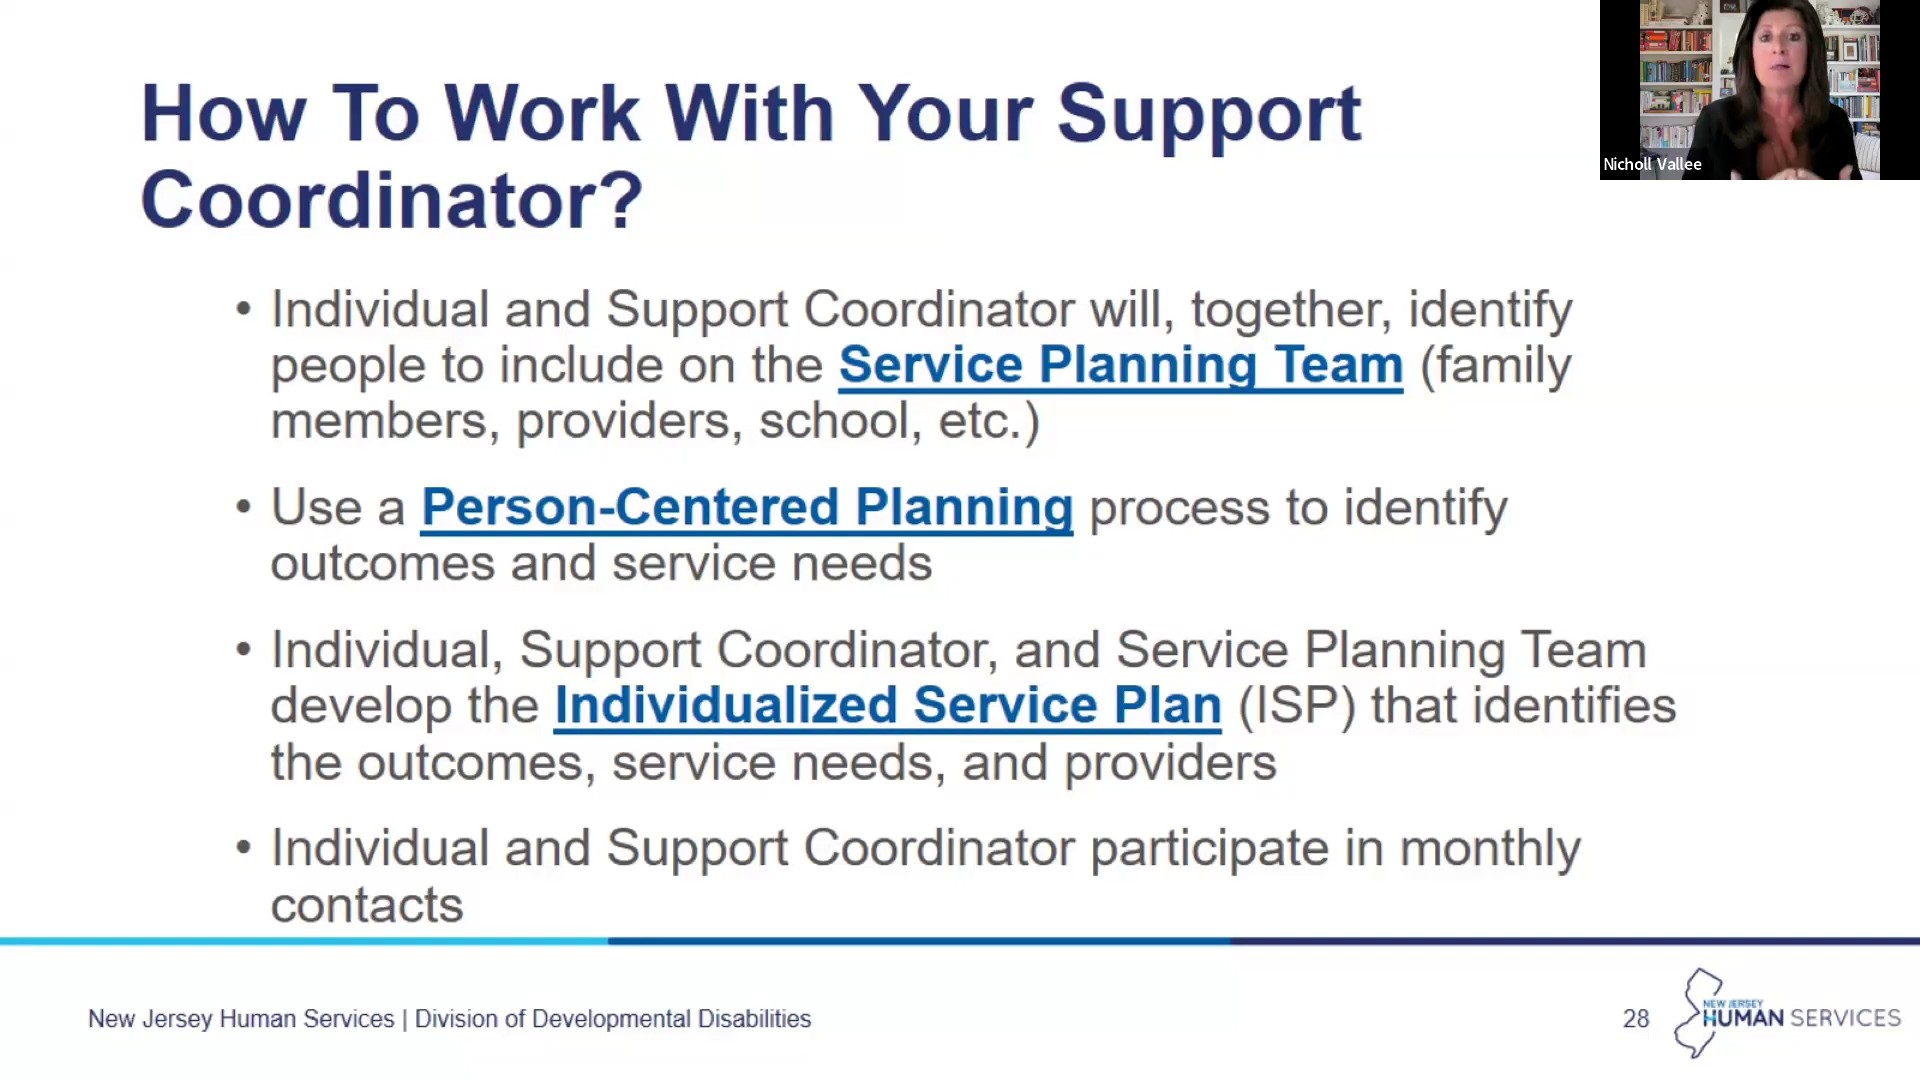 How To Work With Your Support
Coordinator?
Nicholl Vallee
• Individual and Support Coordinator will, together, identify
people to include on the Service Planning Team (family
members, providers, school, etc.)
• Use a Person-Centered Planning process to identify
outcomes and service needs
• Individual, Support Coordinator, and Service Planning Team
develop the Individualized Service Plan (ISP) that identifies
the outcomes, service needs, and providers
• Individual and Support Coordinator participate in monthly
contacts
New Jersey Human Services | Division of Developmental Disabilities
28
NEW JERSEY
HUMAN SERVICES